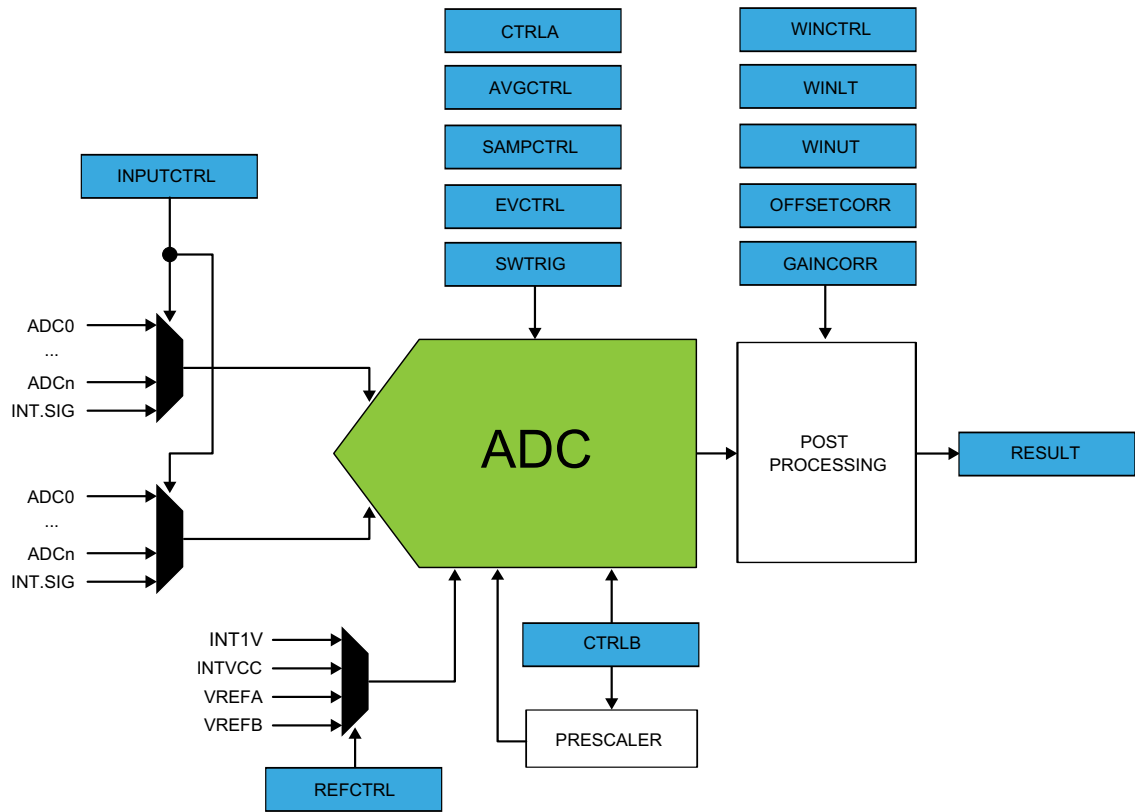 CTRLA
AVGCTRL
SAMPCTRL
EVCTRL
SWTRIG
WINCTRL
WINLT
WINUT
OFFSETCORR
GAINCORR
INPUTCTRL
ADC0
...
ADCn
INT.SIG
ADC0
...
ADCn
INT.SIG
ADC
POST
PROCESSING
RESULT
INT1V
INTVCC
VREFA
VREFB
CTRLB
PRESCALER
REFCTRL